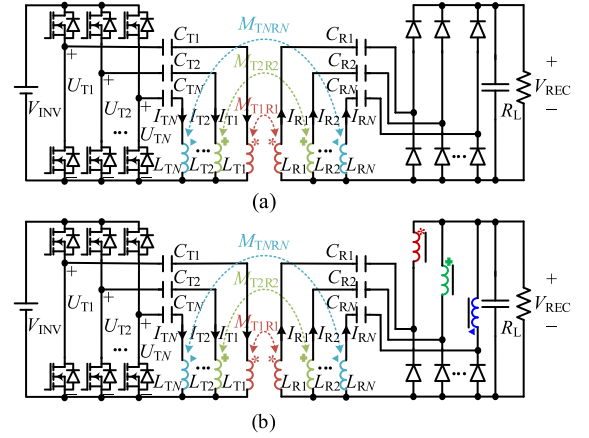 C_T1 M_TNRN C_R1
C_T2 M_T2R2 C_R2
C_TN C_RN
+ U_T1 + U_T2 + U_TN M_T1R1
V_INV ••• R_L + V_REC −
I_TN I_T2 I_T1 I_R1 I_R2 I_RN
••• + * * + •••
L_TN L_T2 L_T1 L_R1 L_R2 L_RN •••
(a)
M_TNRN *
C_T1 C_R1
C_T2 M_T2R2 C_R2 +
C_TN C_RN
+ U_T1 + U_T2 + U_TN M_T1R1
V_INV ••• R_L + V_REC −
I_TN I_T2 I_T1 I_R1 I_R2 I_RN
••• + * * + •••
L_TN L_T2 L_T1 L_R1 L_R2 L_RN •••
(b)